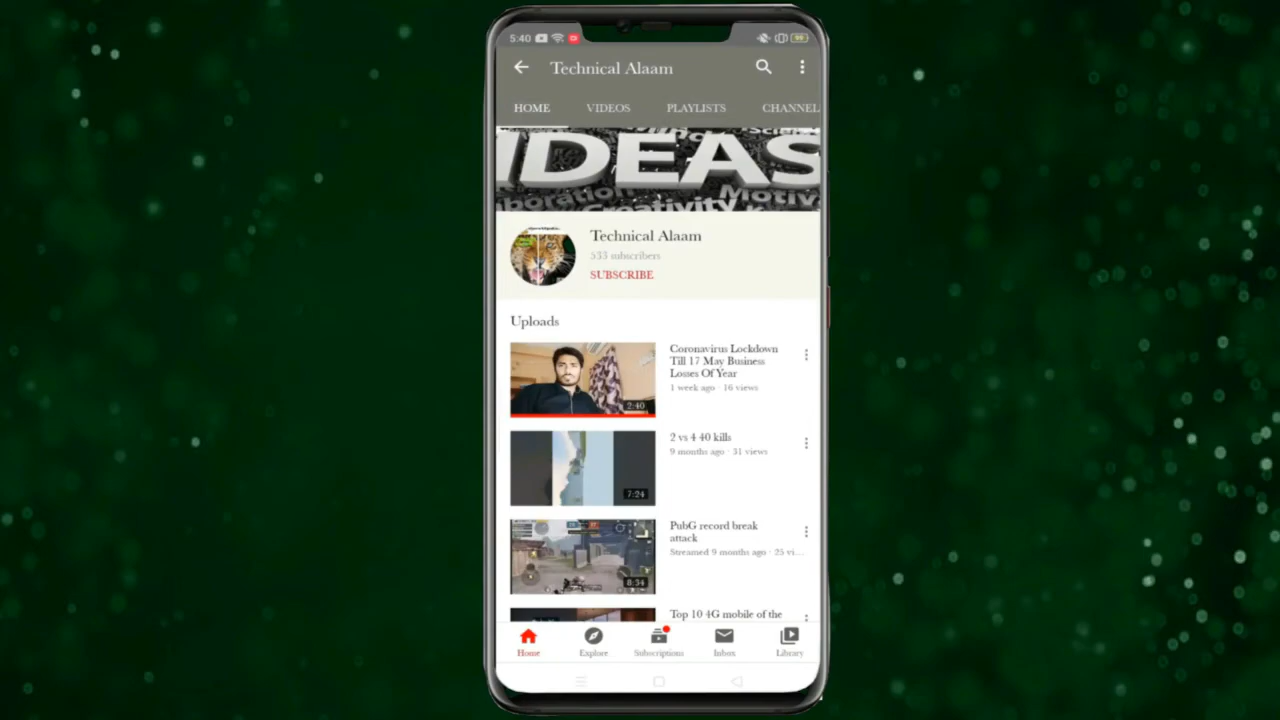 5:40
99
Technical Alaam
HOME VIDEOS PLAYLISTS CHANNEL
IDEAS
Creativity
Motiv
Technical Alaam
533 subscribers
SUBSCRIBE
Uploads
Coronavirus Lockdown
Till 17 May Business
Losses Of Year
1 week ago · 16 views
2:40
2 vs 4 40 kills
9 months ago · 31 views
7:24
PubG record break
attack
Streamed 9 months ago · 25 vi...
8:34
Top 10 4G mobile of the
Home Explore Subscriptions Inbox Library